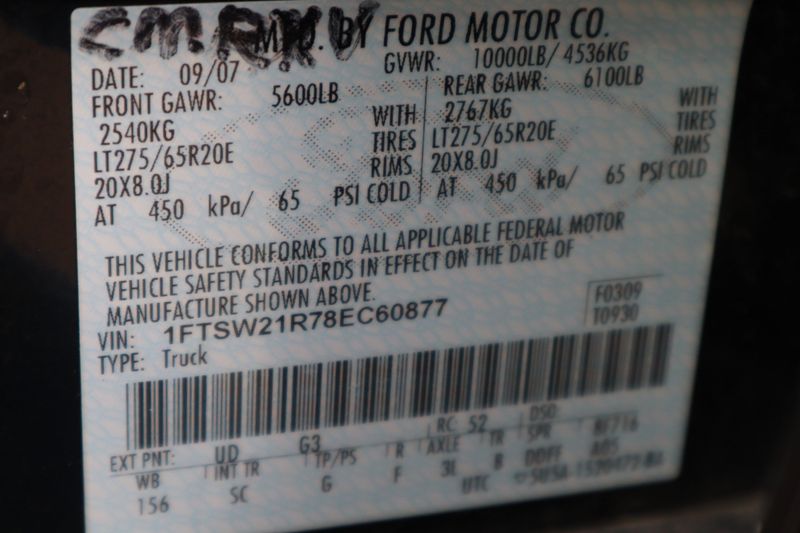 MFD. BY FORD MOTOR CO.
DATE: 09/07 GVWR: 10000LB/ 4536KG
FRONT GAWR: 5600LB REAR GAWR: 6100LB
2540KG WITH 2767KG WITH
LT275/65R20E TIRES LT275/65R20E TIRES
20X8.0J RIMS 20X8.0J RIMS
AT 450 kPa/ 65 PSI COLD AT 450 kPa/ 65 PSI COLD
THIS VEHICLE CONFORMS TO ALL APPLICABLE FEDERAL MOTOR
VEHICLE SAFETY STANDARDS IN EFFECT ON THE DATE OF
MANUFACTURE SHOWN ABOVE.
VIN: 1FTSW21R78EC60877 F0309
TYPE: Truck T0930
EXT PNT: UD G3 RC 52 DSO:
WB INT TR TP/PS R AXLE TR SPR
156 SC G F 3L B
UTC